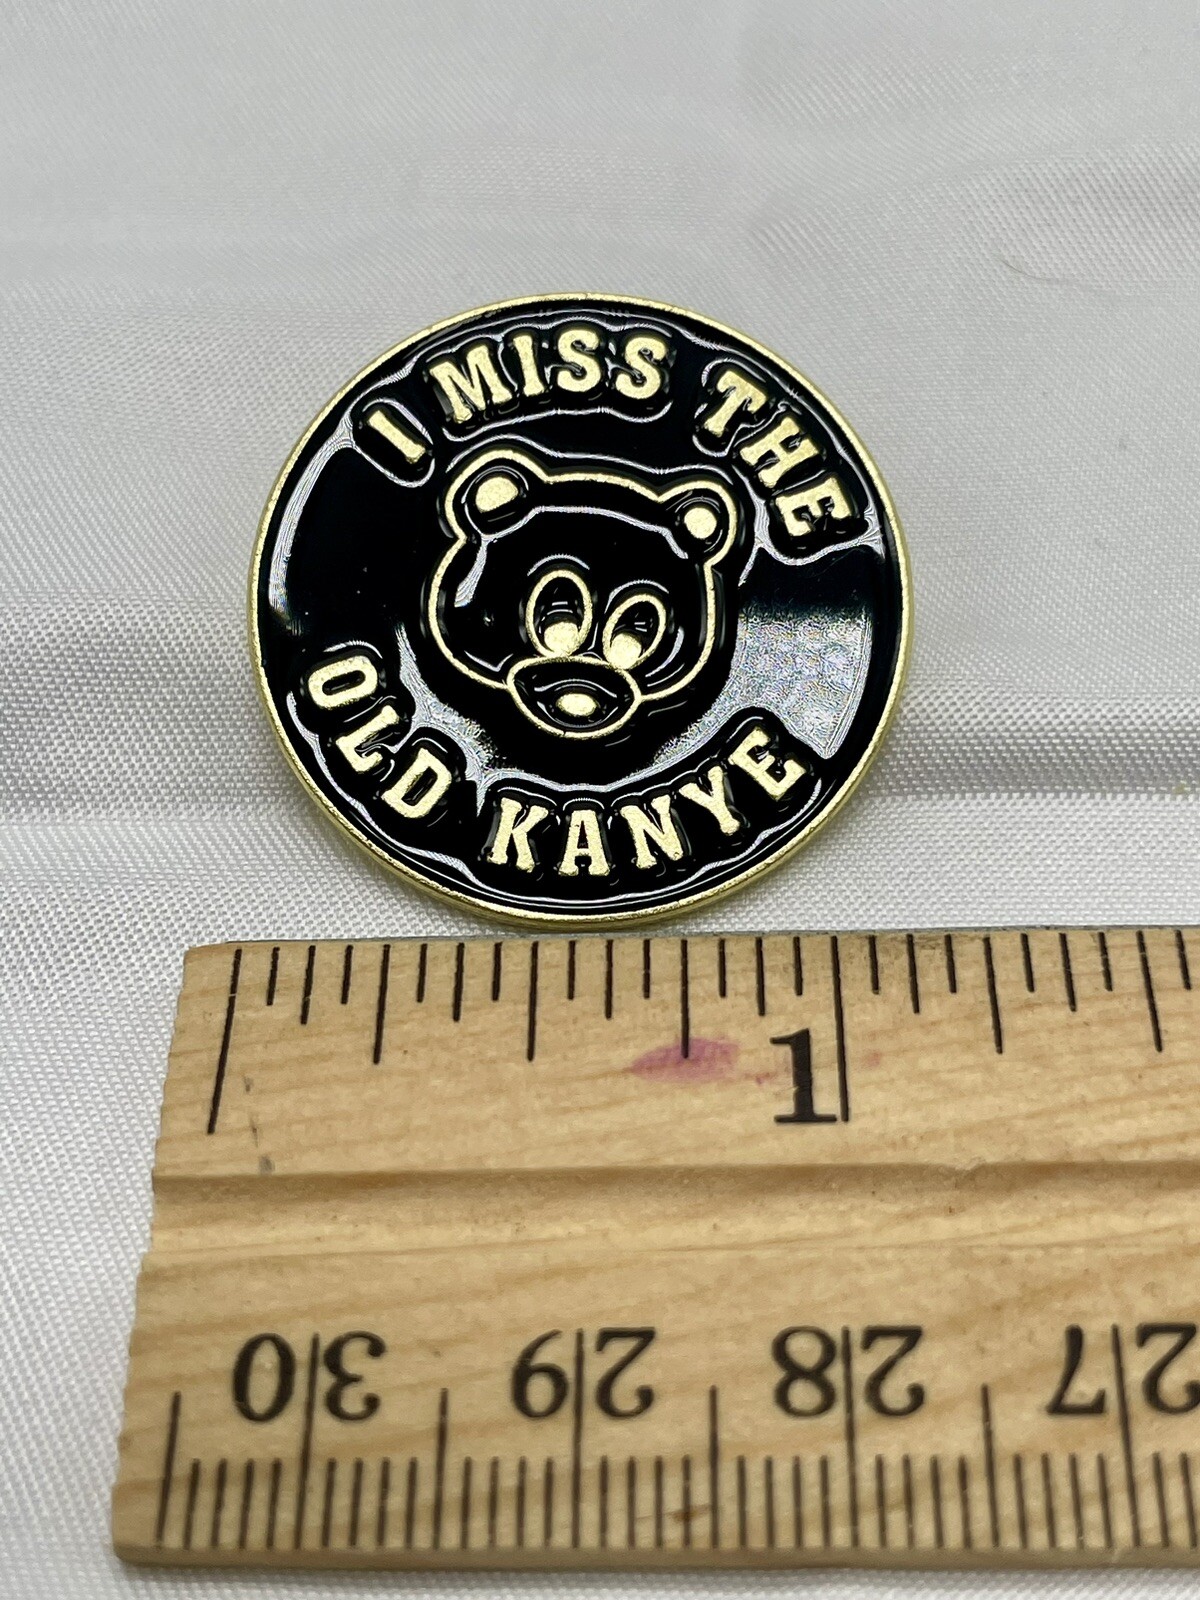 I MISS THE
OLD KANYE
1
30 29 28 27